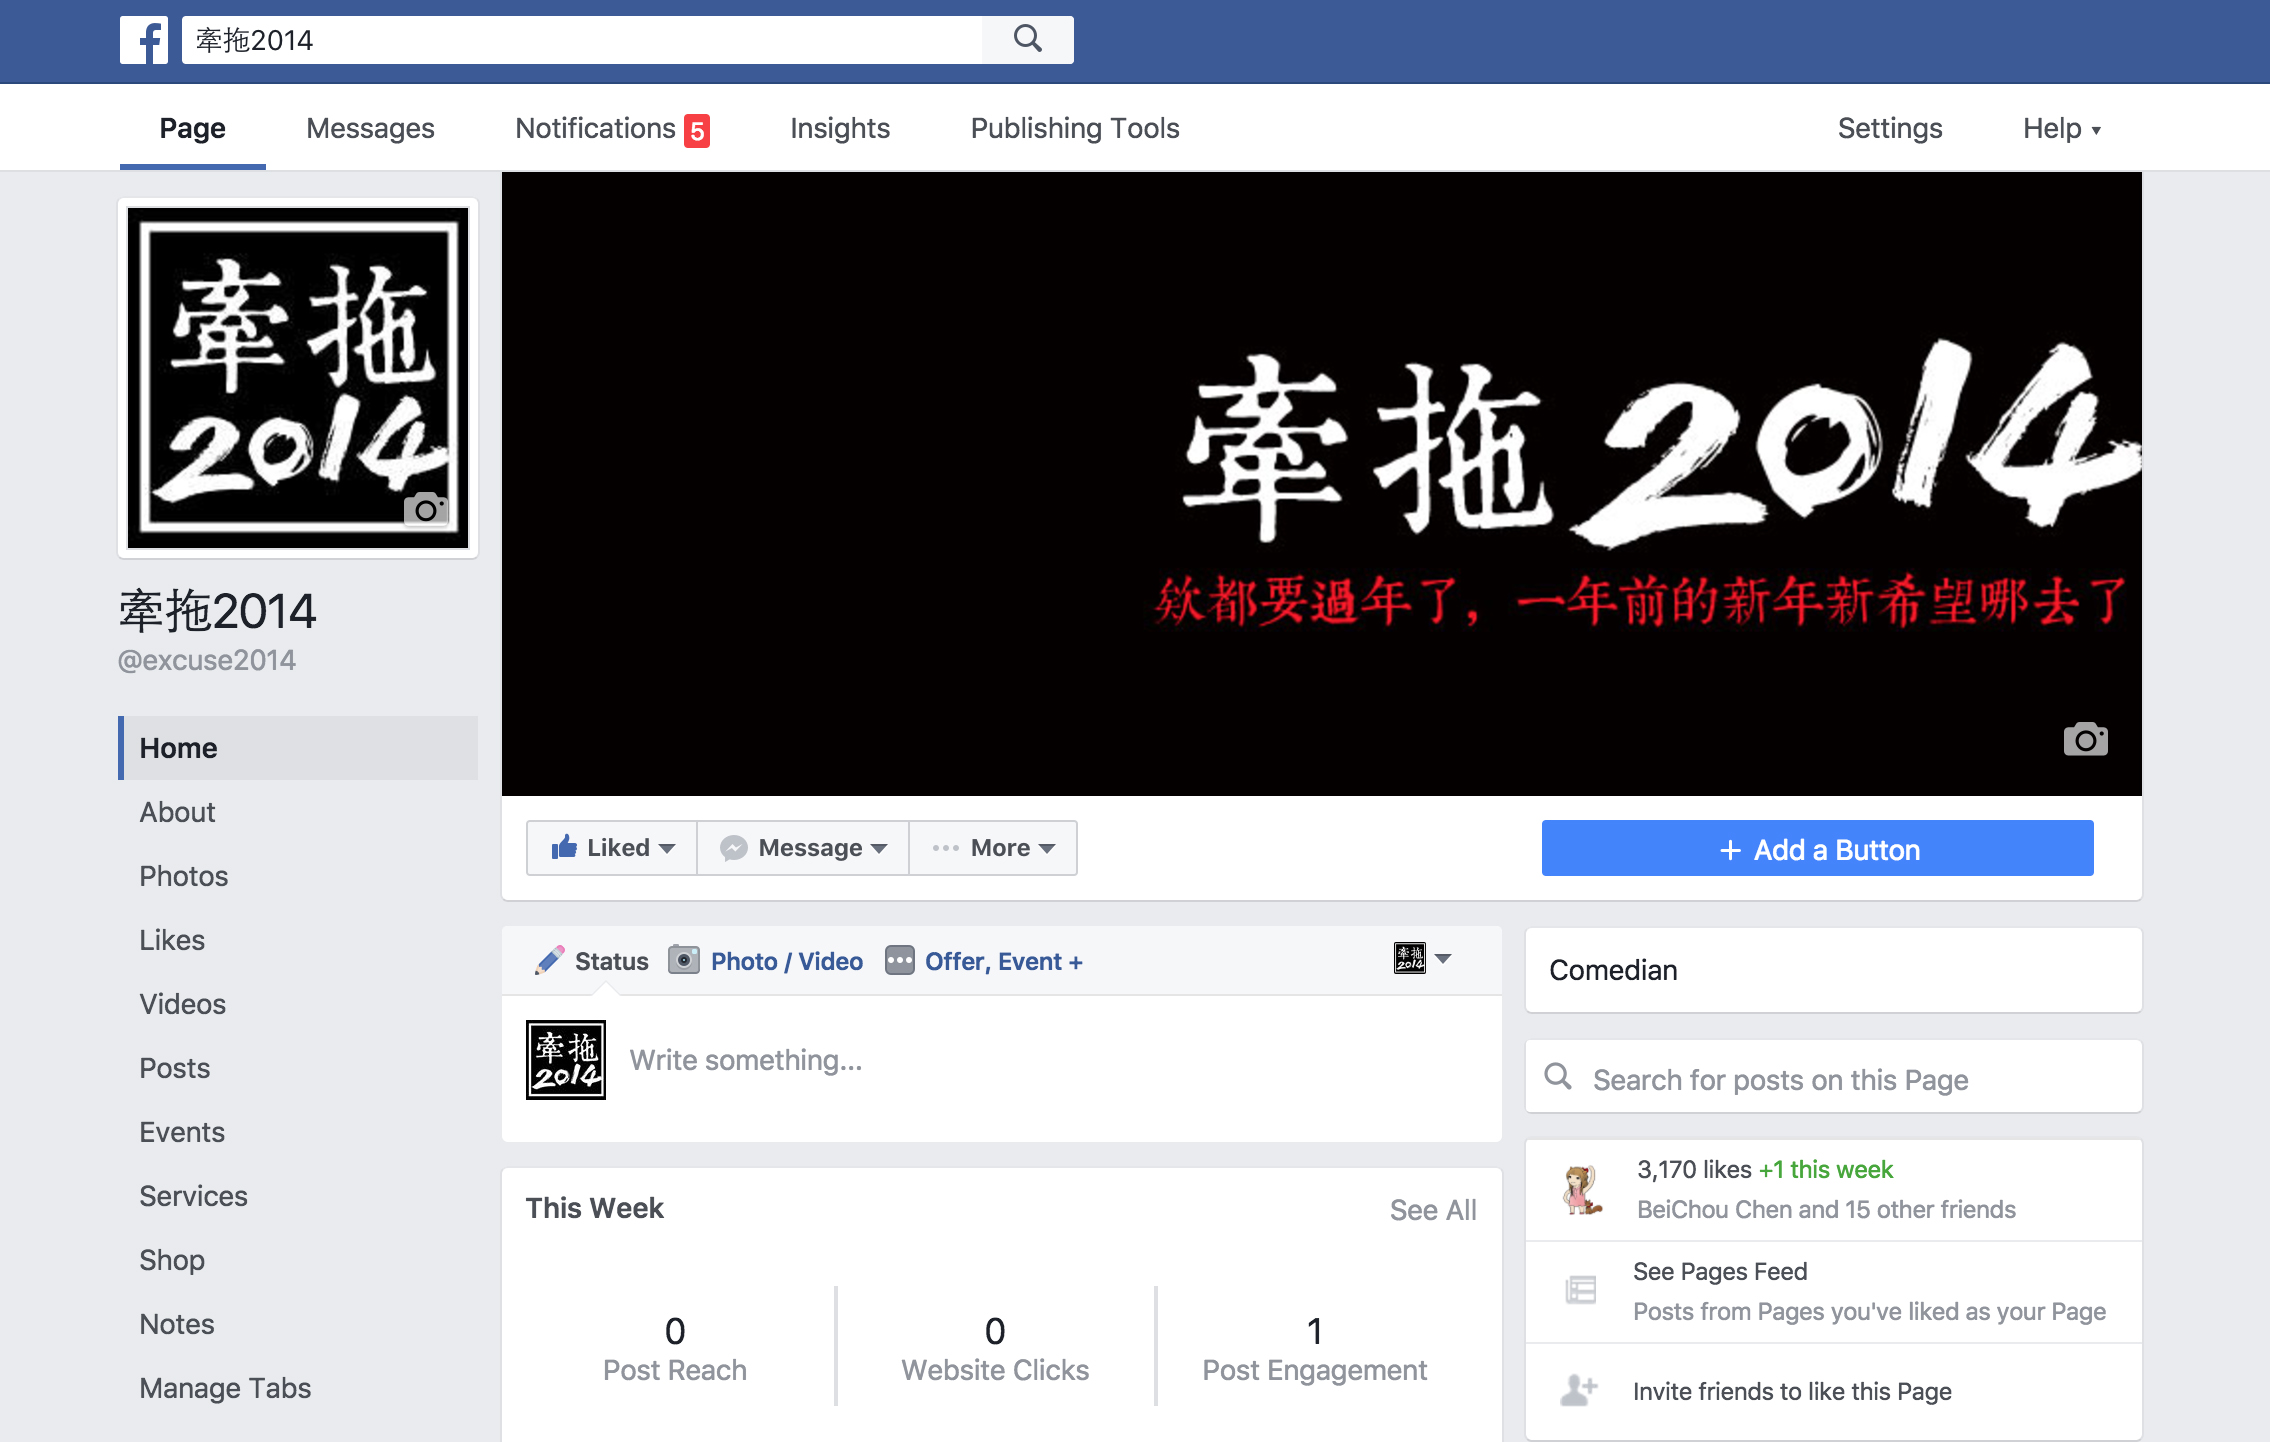 牽拖2014
Page
Messages
Notifications 5
Insights
Publishing Tools
Settings
Help
牽拖
2014
牽拖2014
欸都要過年了，一年前的新年新希望哪去了
牽拖2014
@excuse2014
Home
About
Photos
Likes
Videos
Posts
Events
Services
Shop
Notes
Manage Tabs
Liked
Message
More
+ Add a Button
Status
Photo / Video
Offer, Event +
牽拖
2014
牽拖
2014
Write something...
This Week
See All
0
Post Reach
0
Website Clicks
1
Post Engagement
Comedian
Search for posts on this Page
3,170 likes +1 this week
BeiChou Chen and 15 other friends
See Pages Feed
Posts from Pages you've liked as your Page
Invite friends to like this Page